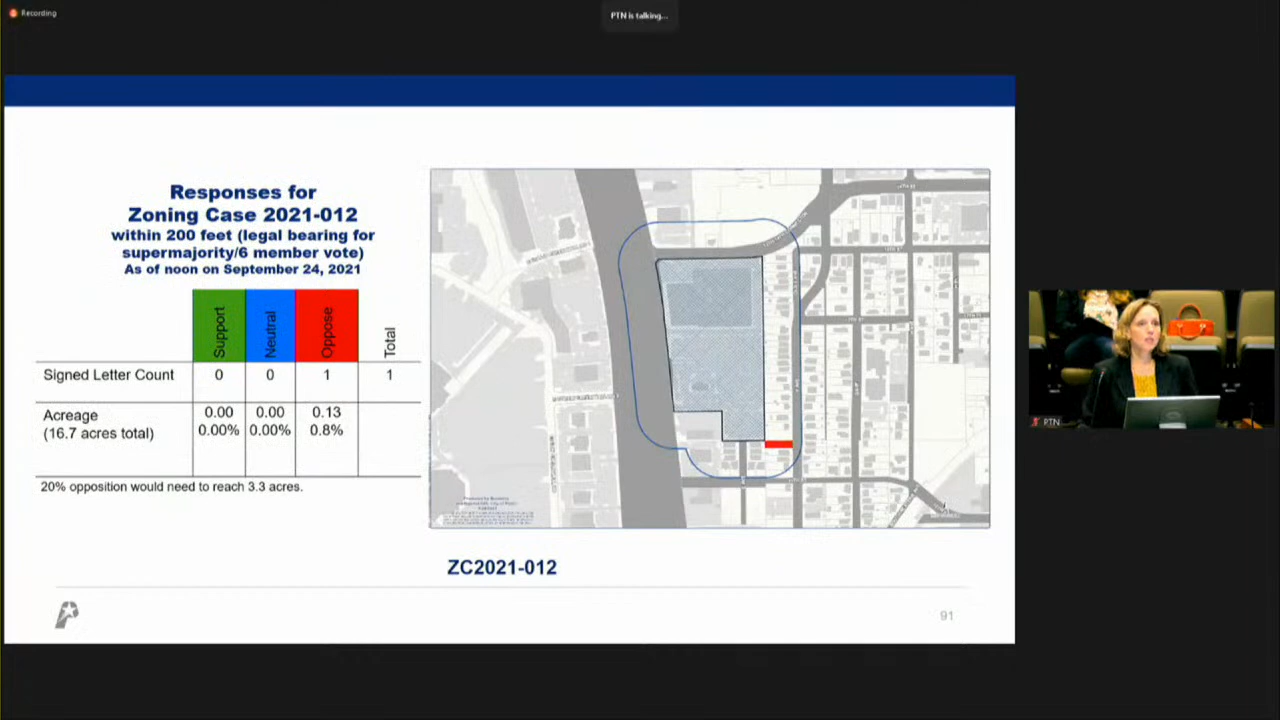 Recording
PTN is talking...
Responses for
Zoning Case 2021-012
within 200 feet (legal bearing for
supermajority/6 member vote)
As of noon on September 24, 2021
Support
Neutral
Oppose
Total
Signed Letter Count 0 0 1 1
Acreage 0.00 0.00 0.13
(16.7 acres total) 0.00% 0.00% 0.8%
20% opposition would need to reach 3.3 acres.
ZC2021-012
91
PTN